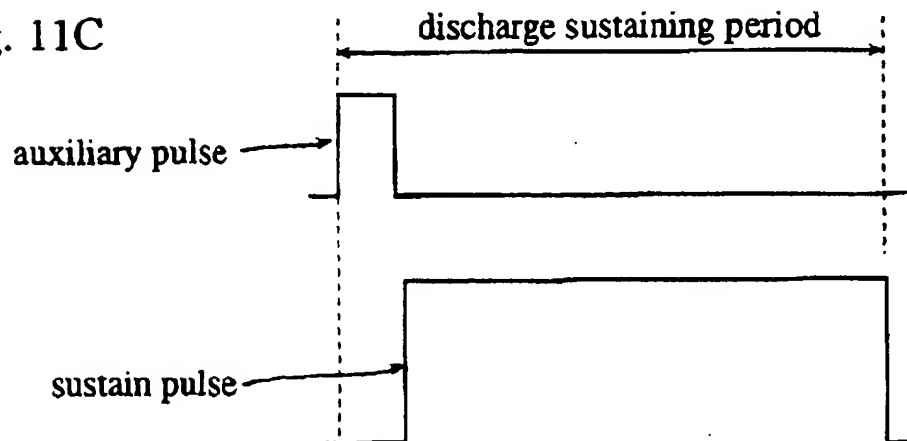 . 11C
discharge sustaining period
auxiliary pulse
sustain pulse